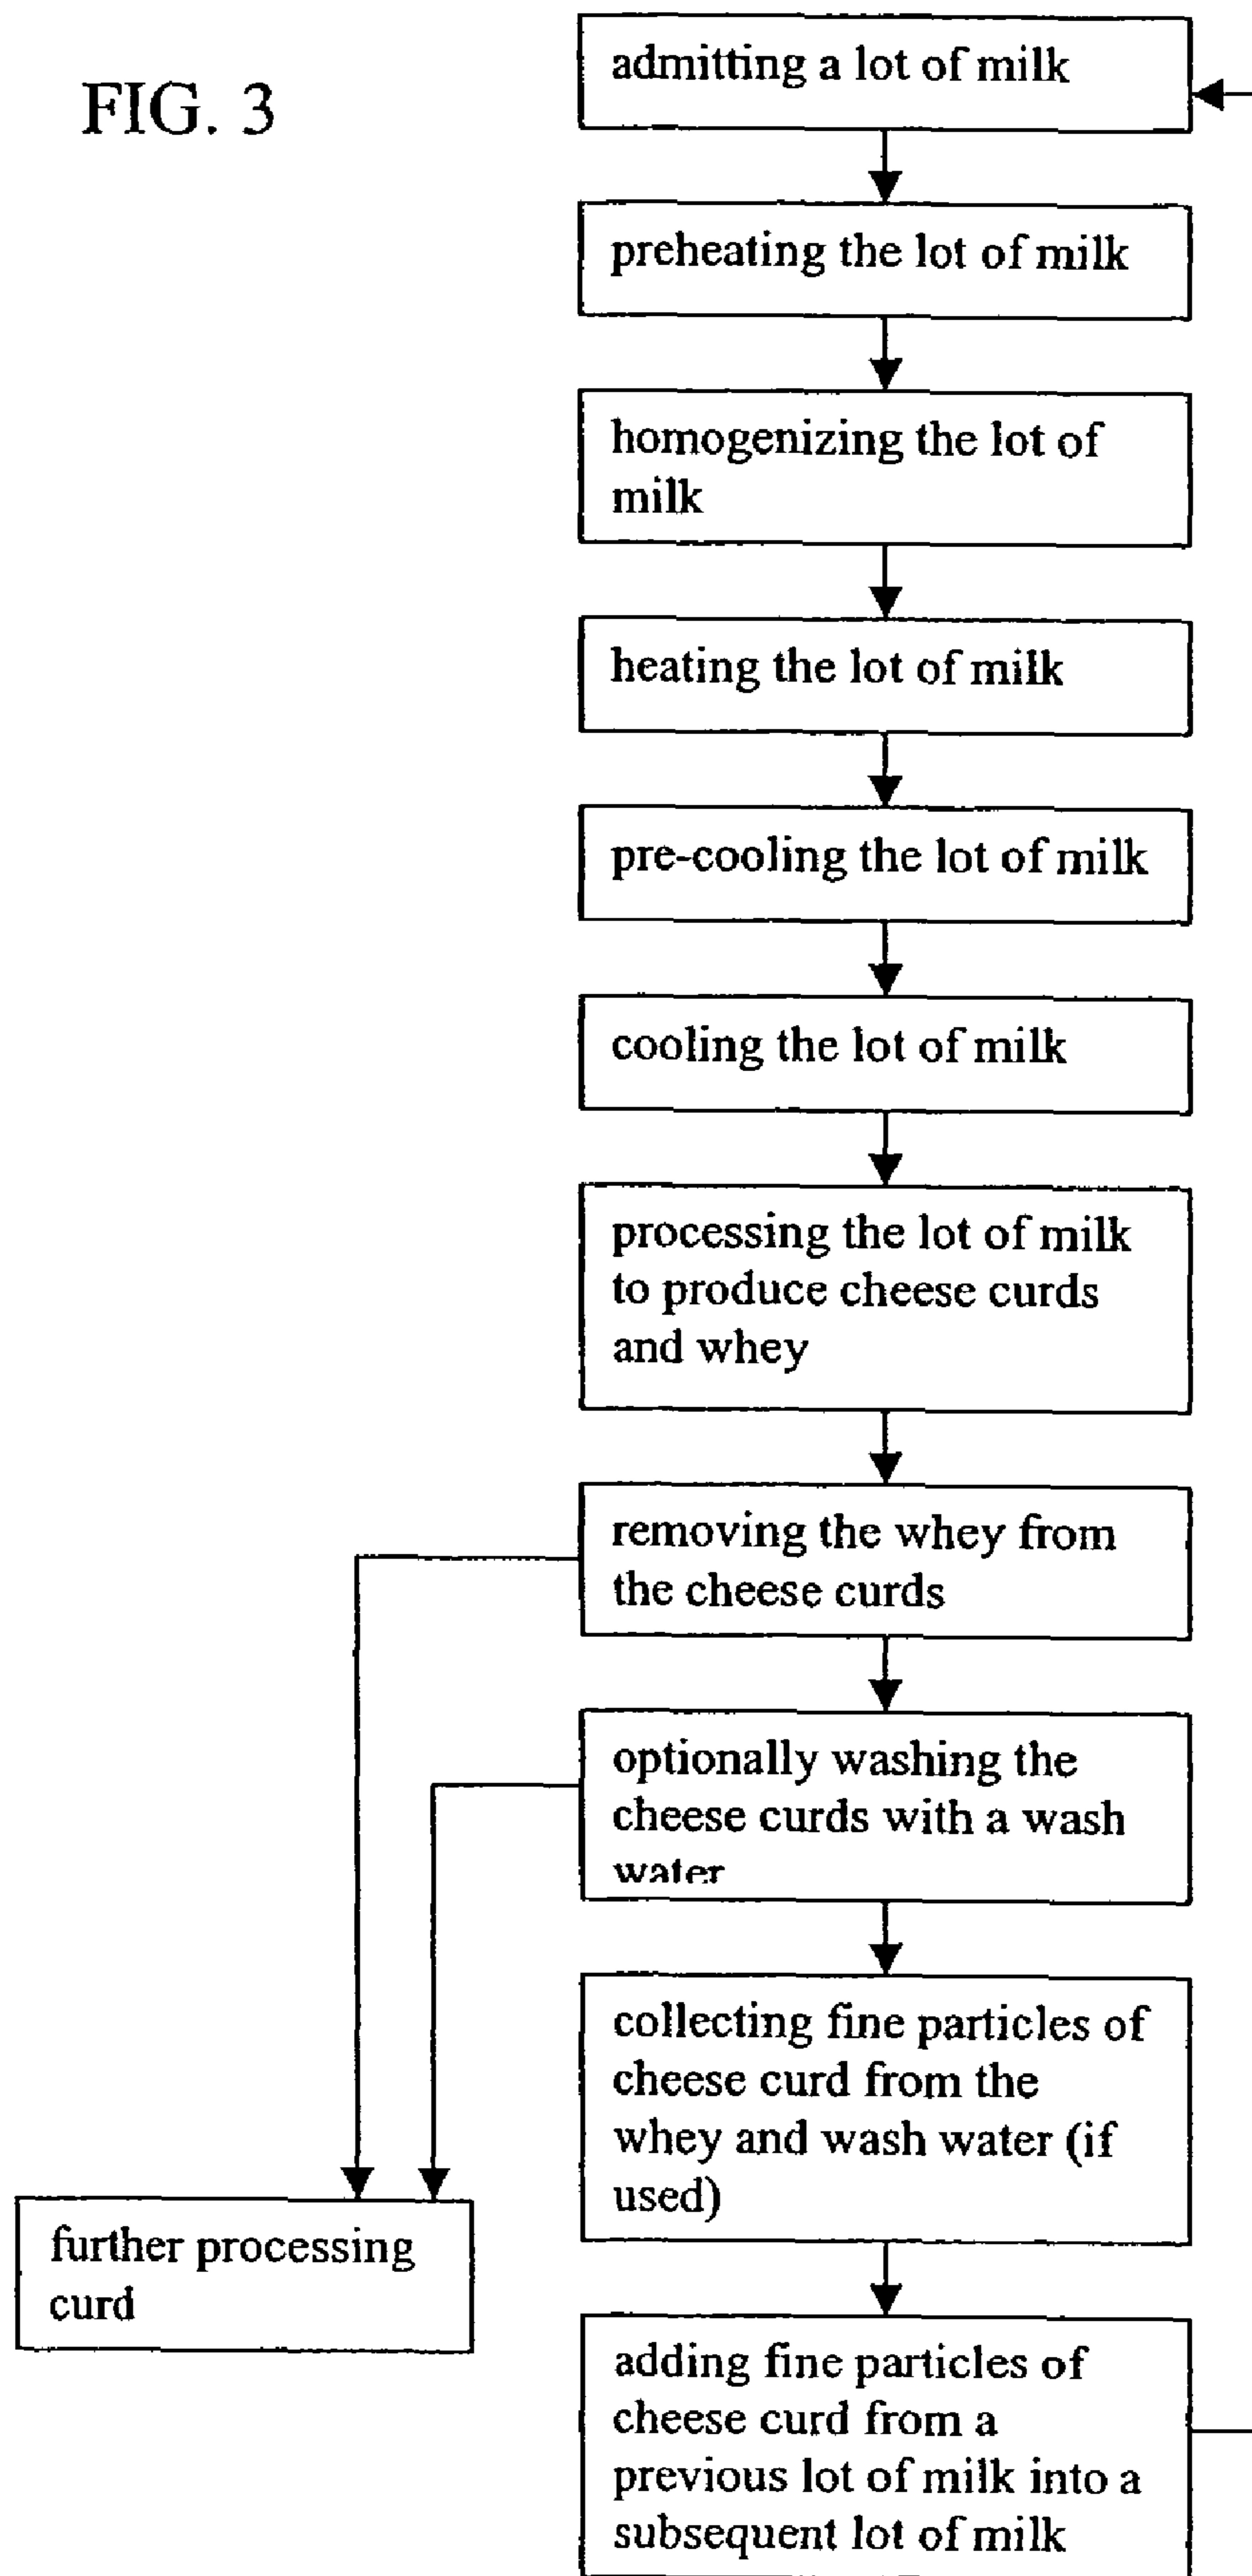 FIG. 3
admitting a lot of milk
preheating the lot of milk
homogenizing the lot of
milk
heating the lot of milk
pre-cooling the lot of milk
cooling the lot of milk
processing the lot of milk
to produce cheese curds
and whey
removing the whey from
the cheese curds
optionally washing the
cheese curds with a wash
water
collecting fine particles of
cheese curd from the
whey and wash water (if
used)
further processing
curd
adding fine particles of
cheese curd from a
previous lot of milk into a
subsequent lot of milk